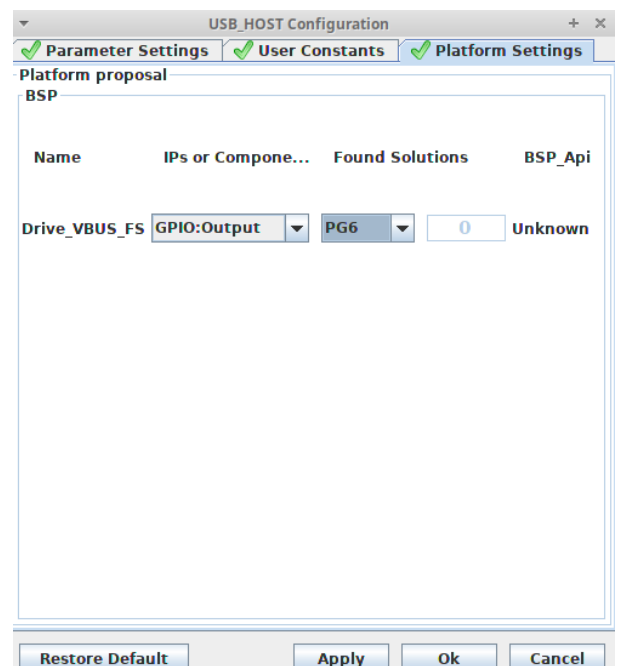 USB_HOST Configuration
Parameter Settings User Constants Platform Settings
Platform proposal
BSP
Name IPs or Compone... Found Solutions BSP_Api
Drive_VBUS_FS GPIO:Output PG6 0 Unknown
Restore Default Apply Ok Cancel